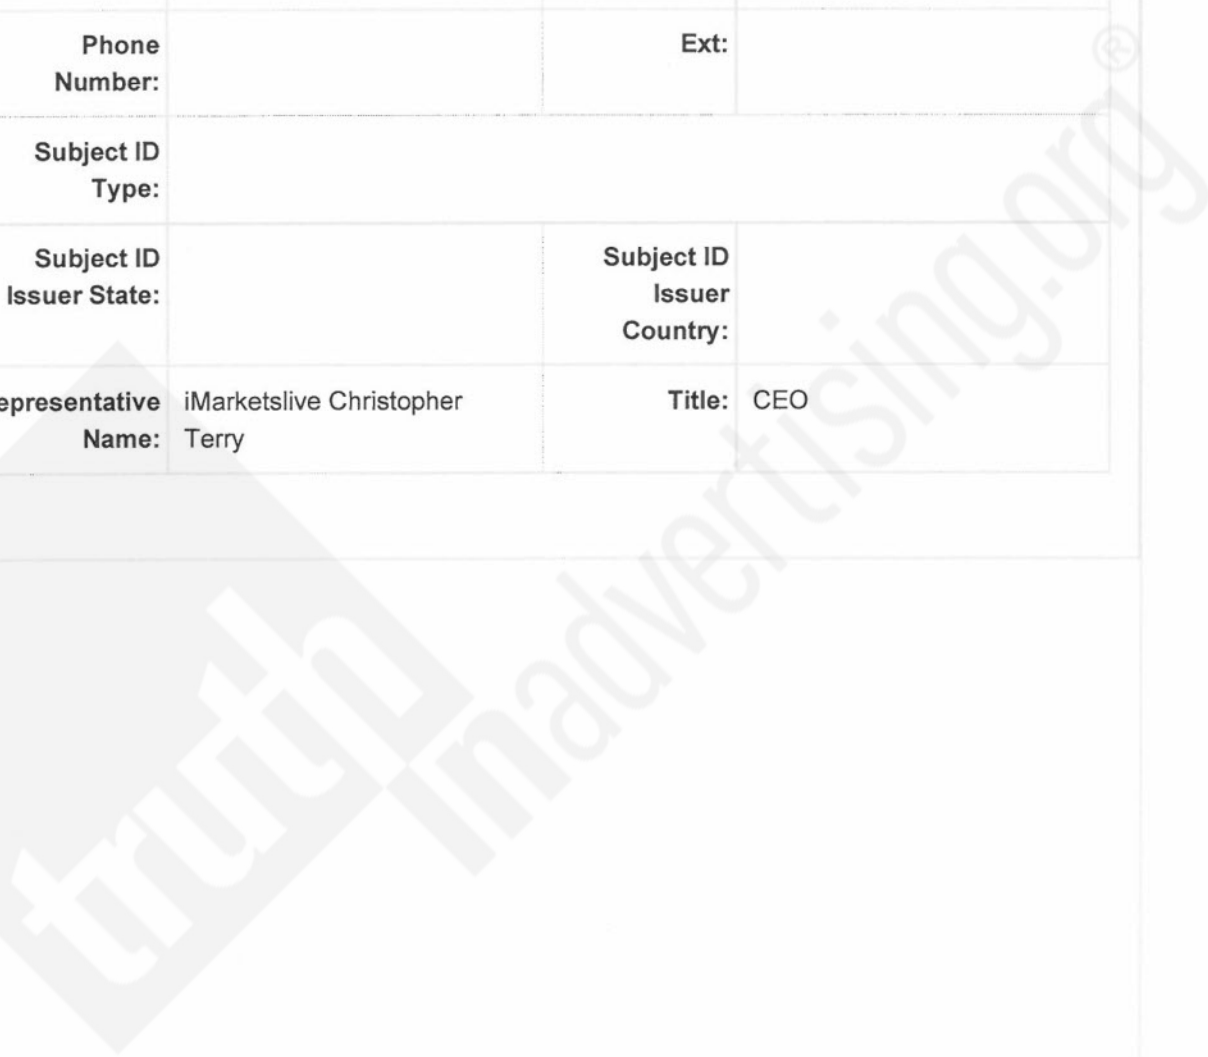 Phone Ext:
Number:
Subject ID
Type:
Subject ID Subject ID
Issuer State: Issuer
Country:
epresentative iMarketslive Christopher Title: CEO
Name: Terry
truth
inadvertising.org®